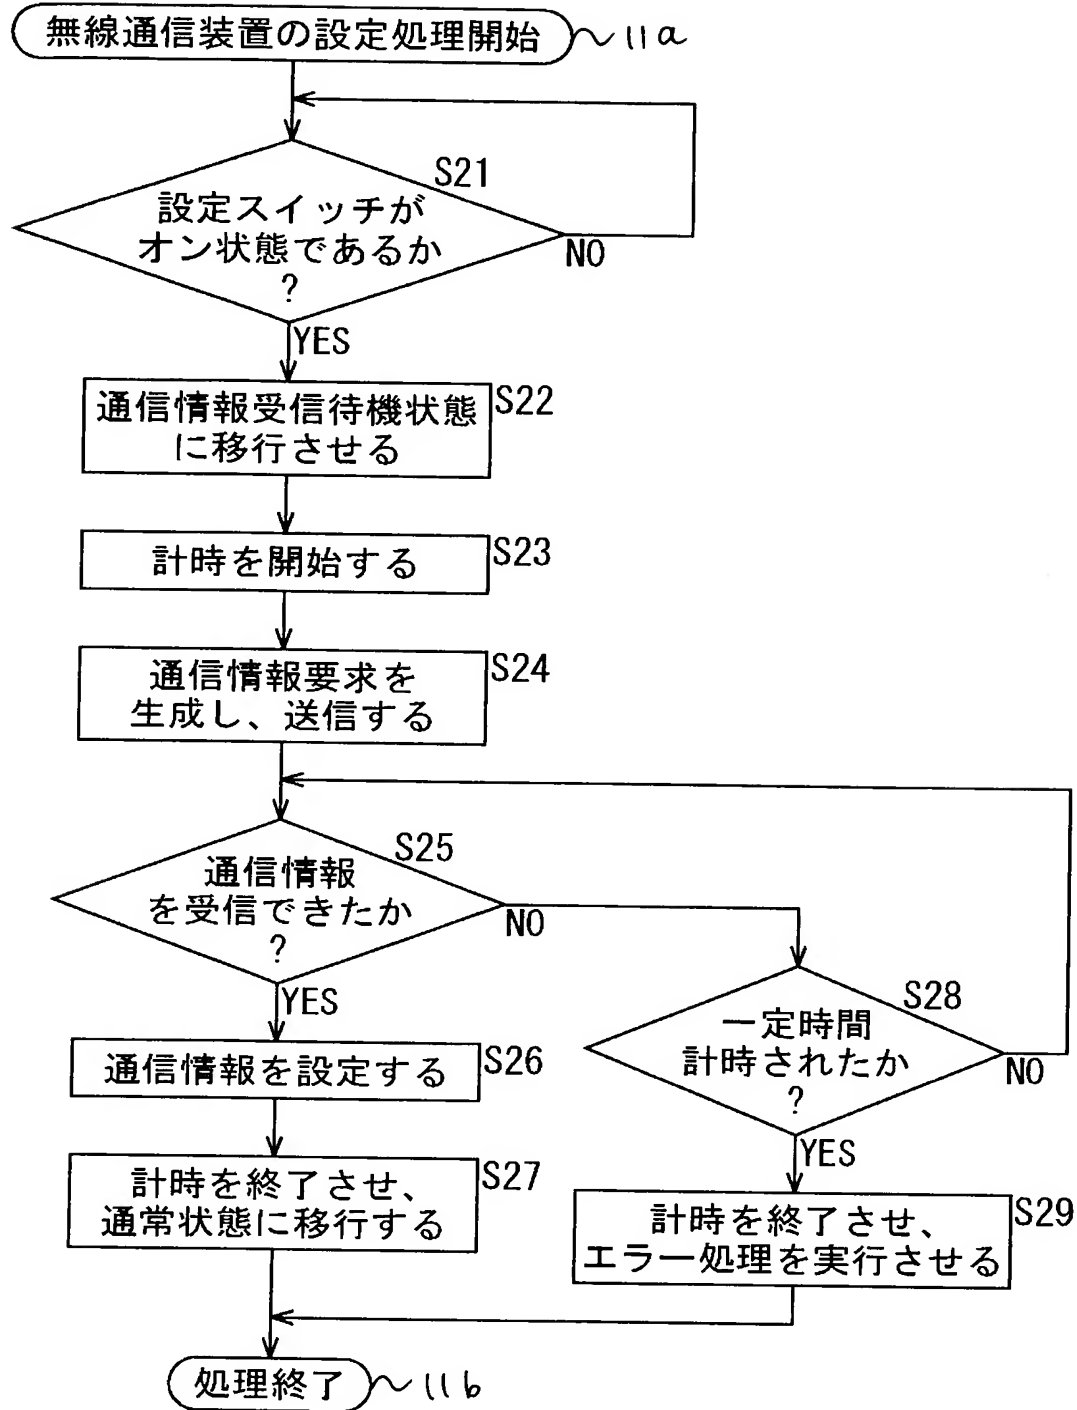 無線通信装置の設定処理開始 11a
S21
設定スイッチが
オン状態であるか
?
NO
YES
通信情報受信待機状態
に移行させる
S22
計時を開始する
S23
通信情報要求を
生成し、送信する
S24
S25
通信情報
を受信できたか
?
NO
YES
S28
一定時間
計時されたか
?
NO
YES
通信情報を設定する
S26
計時を終了させ、
通常状態に移行する
S27
計時を終了させ、
エラー処理を実行させる
S29
処理終了 11b